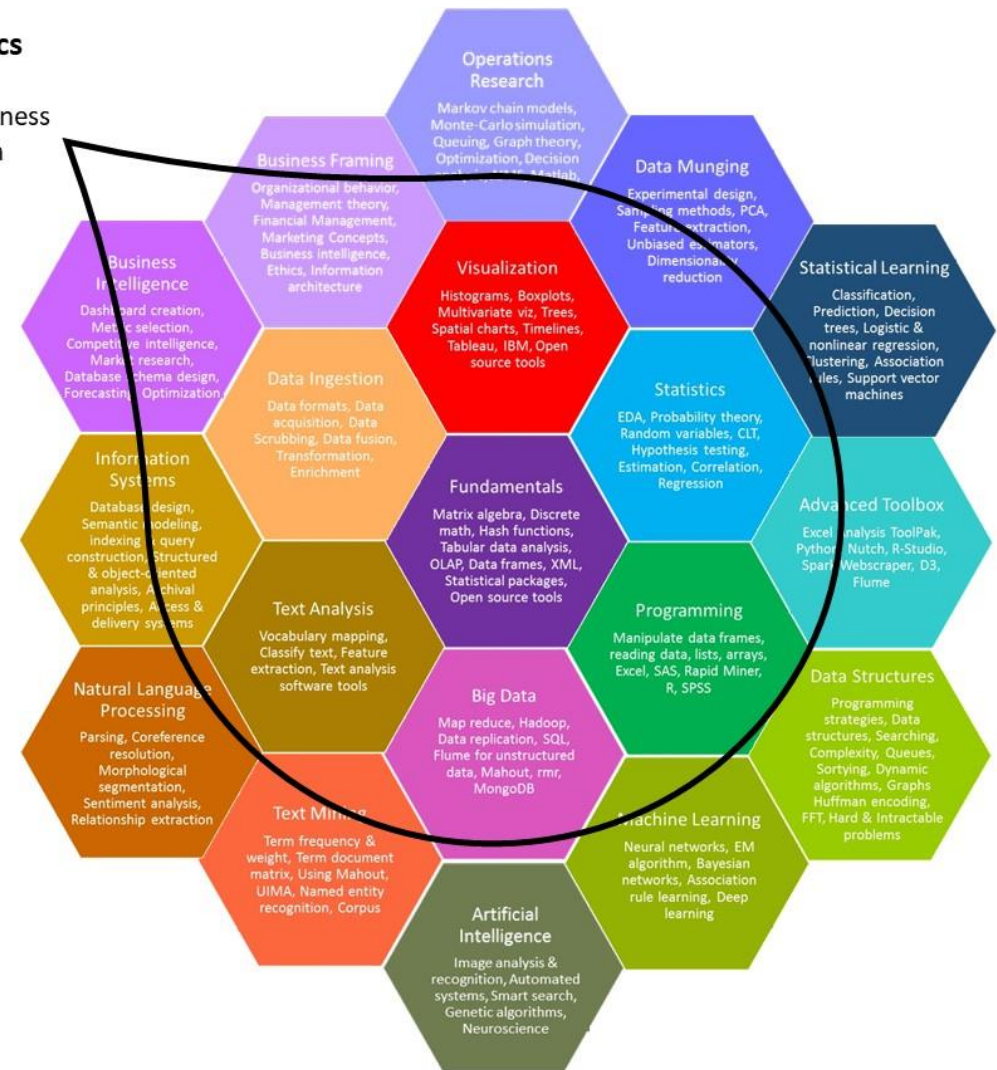 cs
ness
Operations
Research
Markov chain models,
Monte-Carlo simulation,
Queuing, Graph theory,
Optimization, Decision
Matlab,
Business Framing
Organizational behavior,
Management theory,
Financial Management,
Marketing Concepts,
Business intelligence,
Ethics, Information
architecture
Data Munging
Experimental design,
Sampling methods, PCA,
Feature extraction,
Unbiased estimators,
Dimensionality
reduction
Business
Intelligence
Dashboard creation,
Metric selection,
Competitive intelligence,
Market research,
Database schema design,
Forecasting, Optimization
Visualization
Histograms, Boxplots,
Multivariate viz, Trees,
Spatial charts, Timelines,
Tableau, IBM, Open
source tools
Statistical Learning
Classification,
Prediction, Decision
trees, Logistic &
nonlinear regression,
Clustering, Association
rules, Support vector
machines
Data Ingestion
Data formats, Data
acquisition, Data
Scrubbing, Data fusion,
Transformation,
Enrichment
Statistics
EDA, Probability theory,
Random variables, CLT,
Hypothesis testing,
Estimation, Correlation,
Regression
Information
Systems
Database design,
Semantic modeling,
indexing & query
construction, Structured
& object-oriented
analysis, Archival
principles, Access &
delivery systems
Fundamentals
Matrix algebra, Discrete
math, Hash functions,
Tabular data analysis,
OLAP, Data frames, XML,
Statistical packages,
Open source tools
Advanced Toolbox
Excel Analysis ToolPak,
Python, Nutch, R-Studio,
Spark Webscraper, D3,
Flume
Text Analysis
Vocabulary mapping,
Classify text, Feature
extraction, Text analysis
software tools
Programming
Manipulate data frames,
reading data, lists, arrays,
Excel, SAS, Rapid Miner,
R, SPSS
Natural Language
Processing
Parsing, Coreference
resolution,
Morphological
segmentation,
Sentiment analysis,
Relationship extraction
Big Data
Map reduce, Hadoop,
Data replication, SQL,
Flume for unstructured
data, Mahout, rmr,
MongoDB
Data Structures
Programming
strategies, Data
structures, Searching,
Complexity, Queues,
Sortying, Dynamic
algorithms, Graphs
Huffman encoding,
FFT, Hard & Intractable
problems
Text Mining
Term frequency &
weight, Term document
matrix, Using Mahout,
UIMA, Named entity
recognition, Corpus
Machine Learning
Neural networks, EM
algorithm, Bayesian
networks, Association
rule learning, Deep
learning
Artificial
Intelligence
Image analysis &
recognition, Automated
systems, Smart search,
Genetic algorithms,
Neuroscience